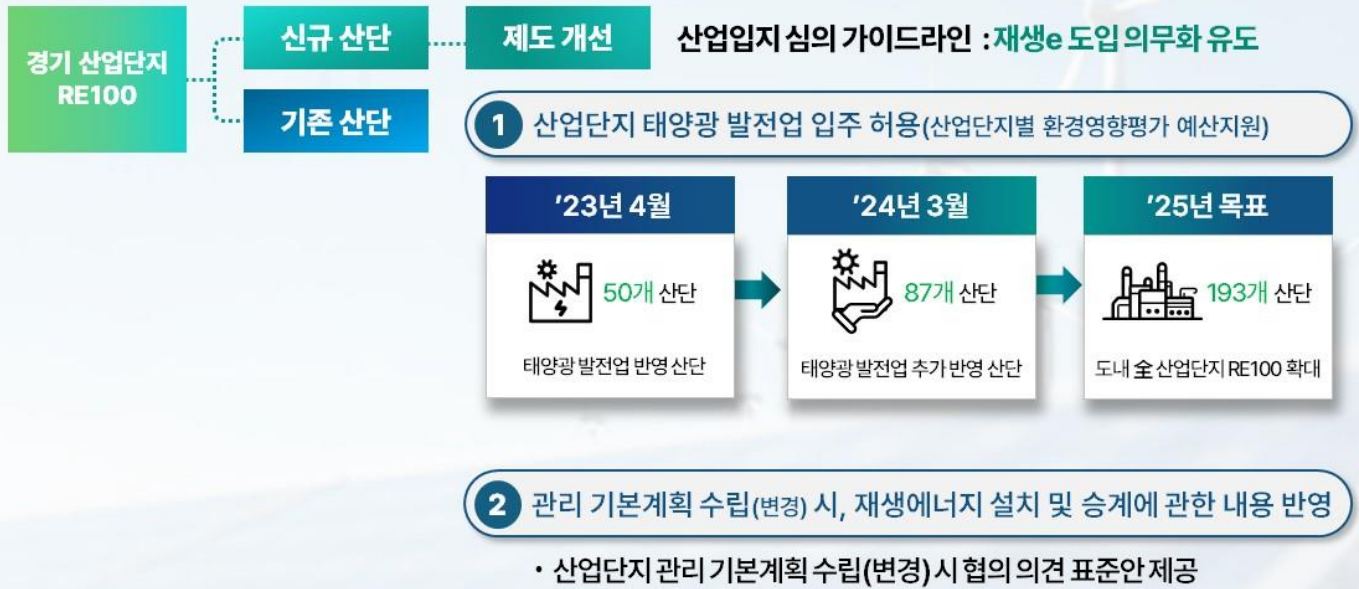 경기 산업단지
RE100
신규 산단
기존 산단
제도 개선
산업입지 심의 가이드라인 : 재생e 도입 의무화 유도
1 산업단지 태양광 발전업 입주 허용(산업단지별 환경영향평가 예산지원)
'23년 4월
50개 산단
태양광 발전업 반영 산단
'24년 3월
87개 산단
태양광 발전업 추가 반영 산단
'25년 목표
193개 산단
도내 全 산업단지 RE100 확대
2 관리 기본계획 수립(변경) 시, 재생에너지 설치 및 승계에 관한 내용 반영
· 산업단지 관리 기본계획 수립(변경) 시 협의 의견 표준안 제공